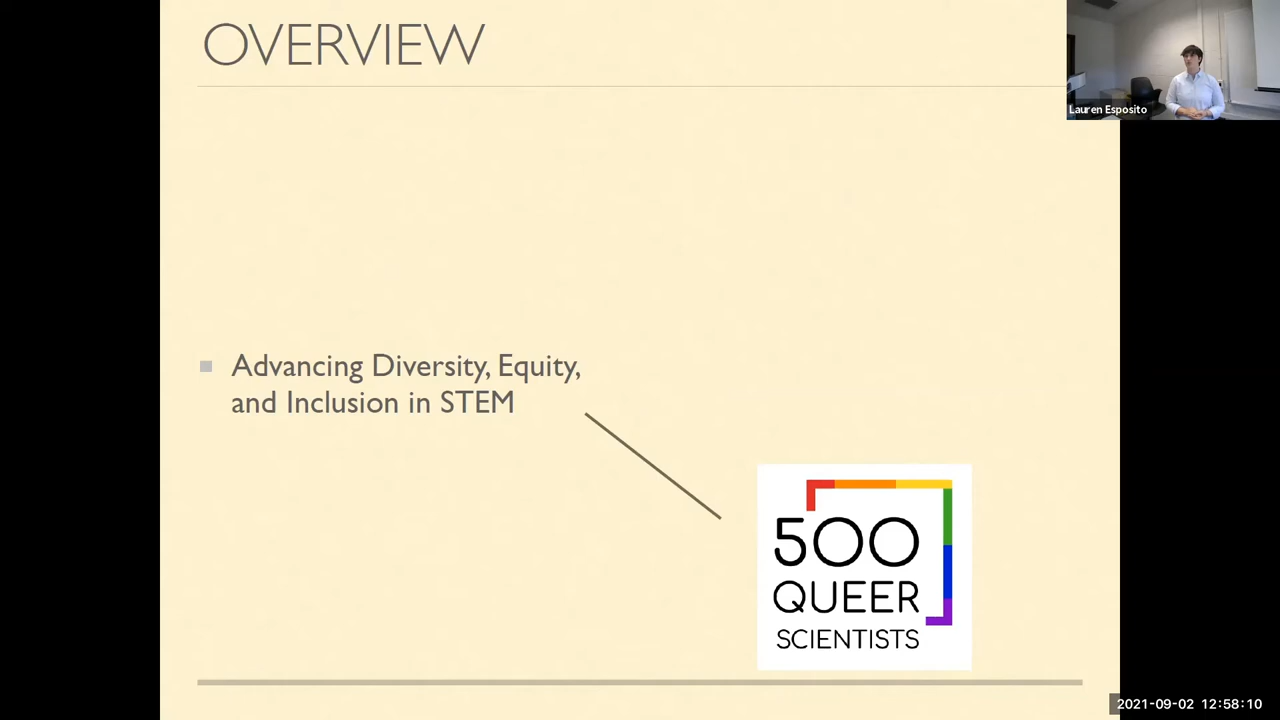 OVERVIEW
Lauren Esposito
Advancing Diversity, Equity,
and Inclusion in STEM
500
QUEER
SCIENTISTS
2021-09-02 12:58:10